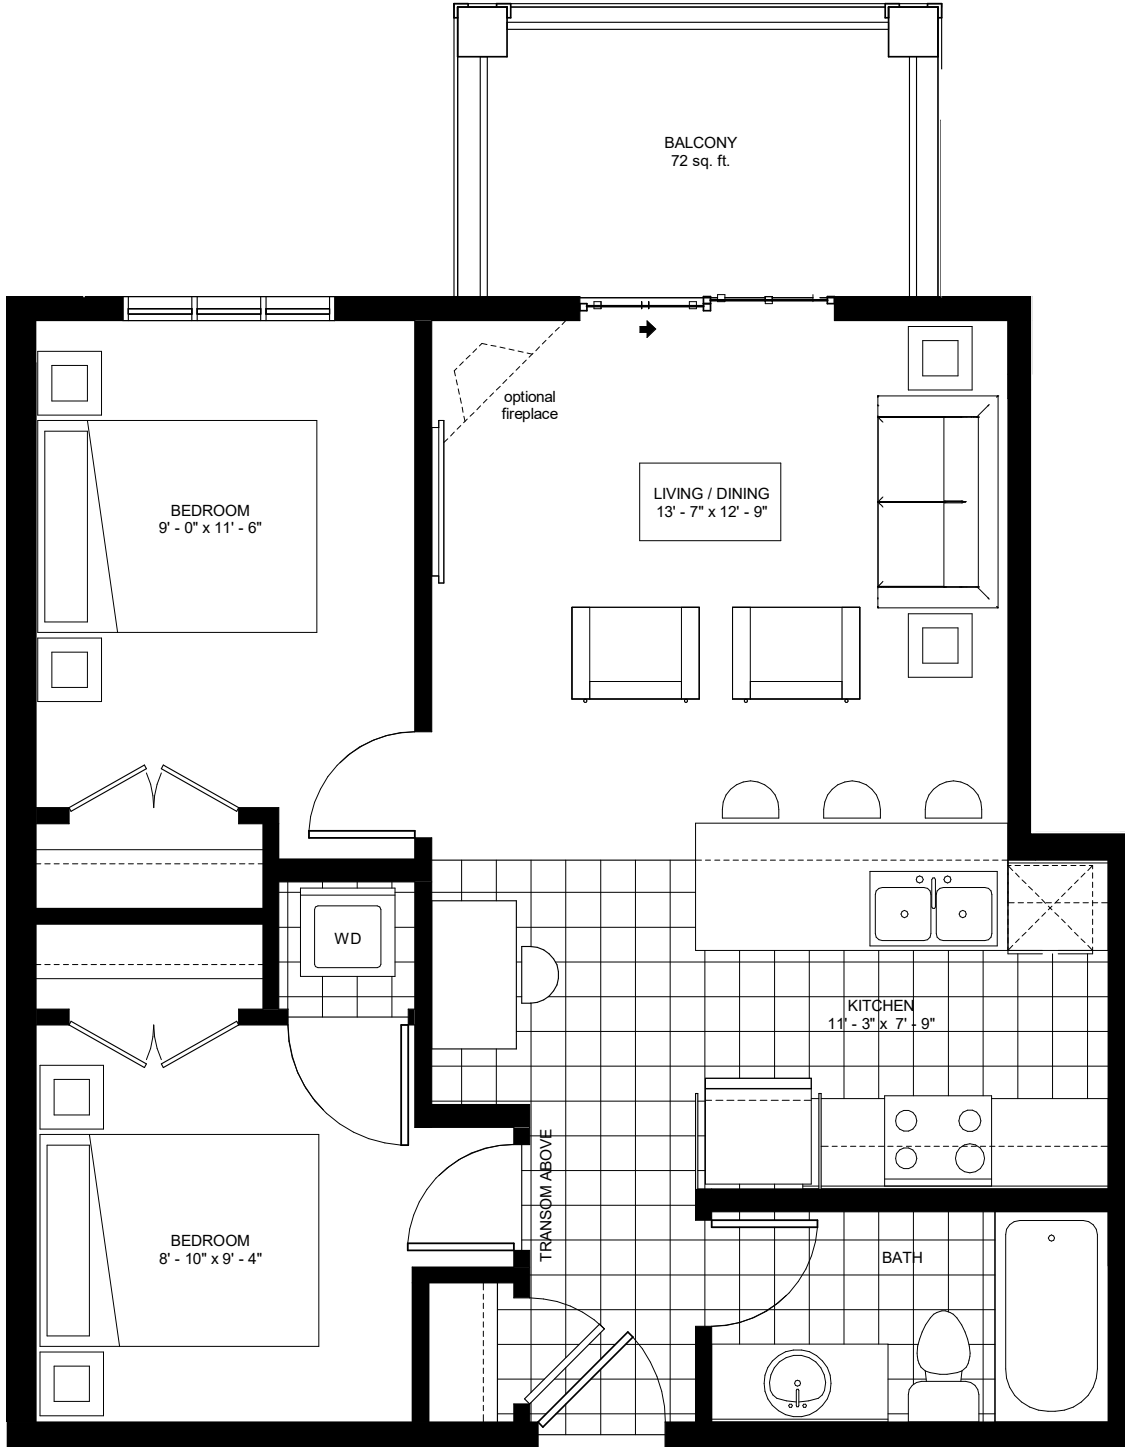 BALCONY
72 sq. ft.
optional
fireplace
LIVING / DINING
13' - 7" x 12' - 9"
BEDROOM
9' - 0" x 11' - 6"
WD
KITCHEN
11' - 3" x 7' - 9"
TRANSOM ABOVE
BEDROOM
8' - 10" x 9' - 4"
BATH